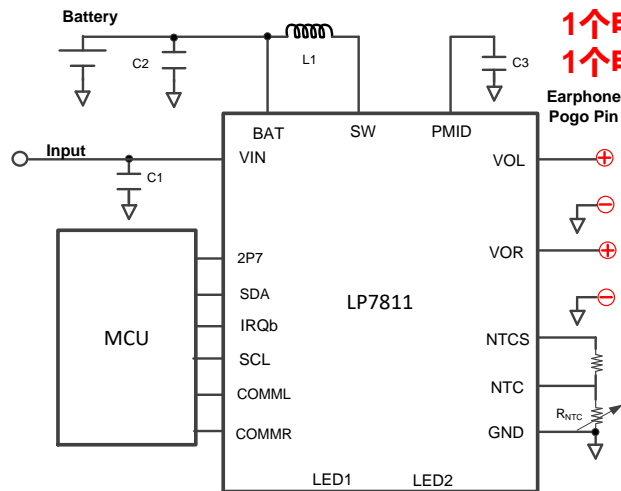 Battery
1个
1个
C2
L1
C3
Earphone
Pogo Pin
BAT
SW
PMID
Input
VIN
VOL
C1
2P7
VOR
SDA
LP7811
IRQb
MCU
NTCS
SCL
NTC
COMML
RNTC
COMMR
GND
LED1
LED2